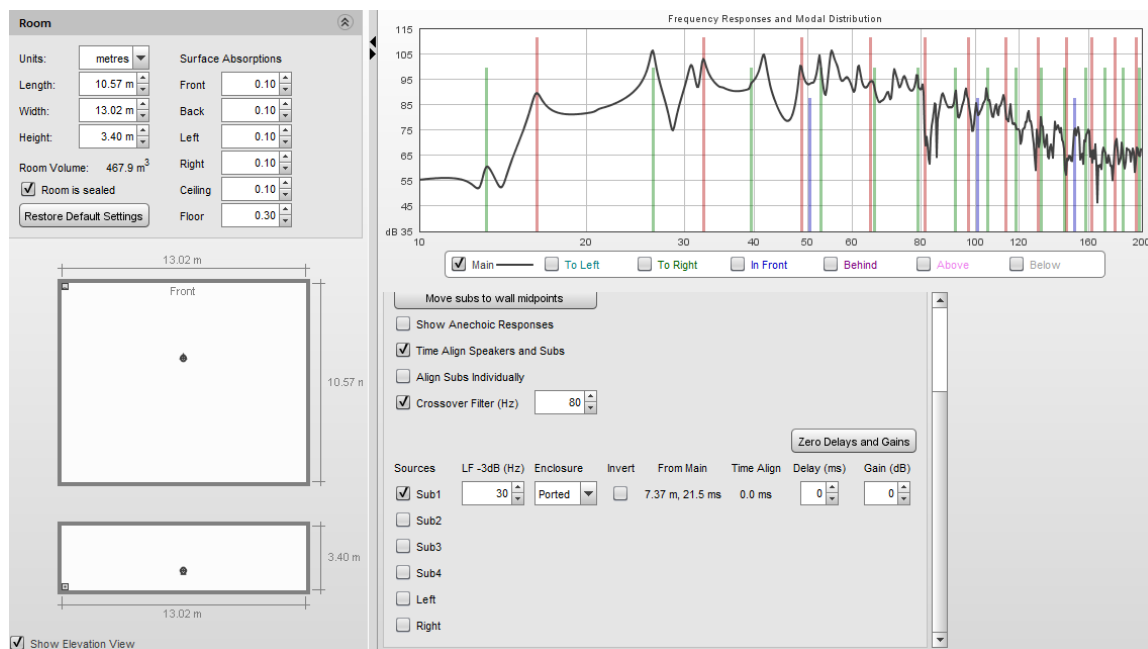 Room
Units: metres Surface Absorptions
Length: 10.57 m Front 0.10
Width: 13.02 m Back 0.10
Height: 3.40 m Left 0.10
Room Volume: 467.9 m³ Right 0.10
Room is sealed Ceiling 0.10
Restore Default Settings Floor 0.30
13.02 m
Front
10.57 m
3.40 m
13.02 m
Show Elevation View
Frequency Responses and Modal Distribution
115
105
95
85
75
65
55
dB 35
10 20 30 40 50 60 80 100 120 160 200
Main To Left To Right In Front Behind Above Below
Move subs to wall midpoints
Show Anechoic Responses
Time Align Speakers and Subs
Align Subs Individually
Crossover Filter (Hz) 80
Zero Delays and Gains
Sources LF -3dB (Hz) Enclosure Invert From Main Time Align Delay (ms) Gain (dB)
Sub1 30 Ported 7.37 m, 21.5 ms 0.0 ms 0 0
Sub2
Sub3
Sub4
Left
Right